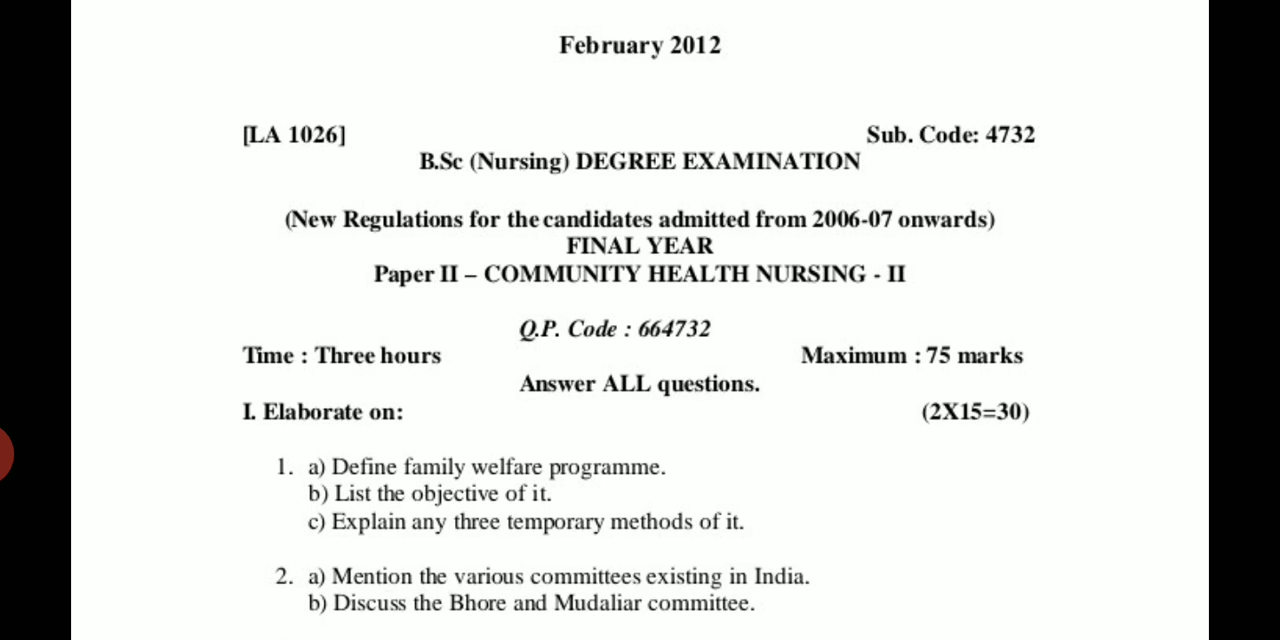 February 2012
[LA 1026] Sub. Code: 4732
B.Sc (Nursing) DEGREE EXAMINATION
(New Regulations for the candidates admitted from 2006-07 onwards)
FINAL YEAR
Paper II – COMMUNITY HEALTH NURSING - II
Q.P. Code : 664732
Time : Three hours Maximum : 75 marks
Answer ALL questions.
I. Elaborate on: (2X15=30)
1. a) Define family welfare programme.
b) List the objective of it.
c) Explain any three temporary methods of it.
2. a) Mention the various committees existing in India.
b) Discuss the Bhore and Mudaliar committee.